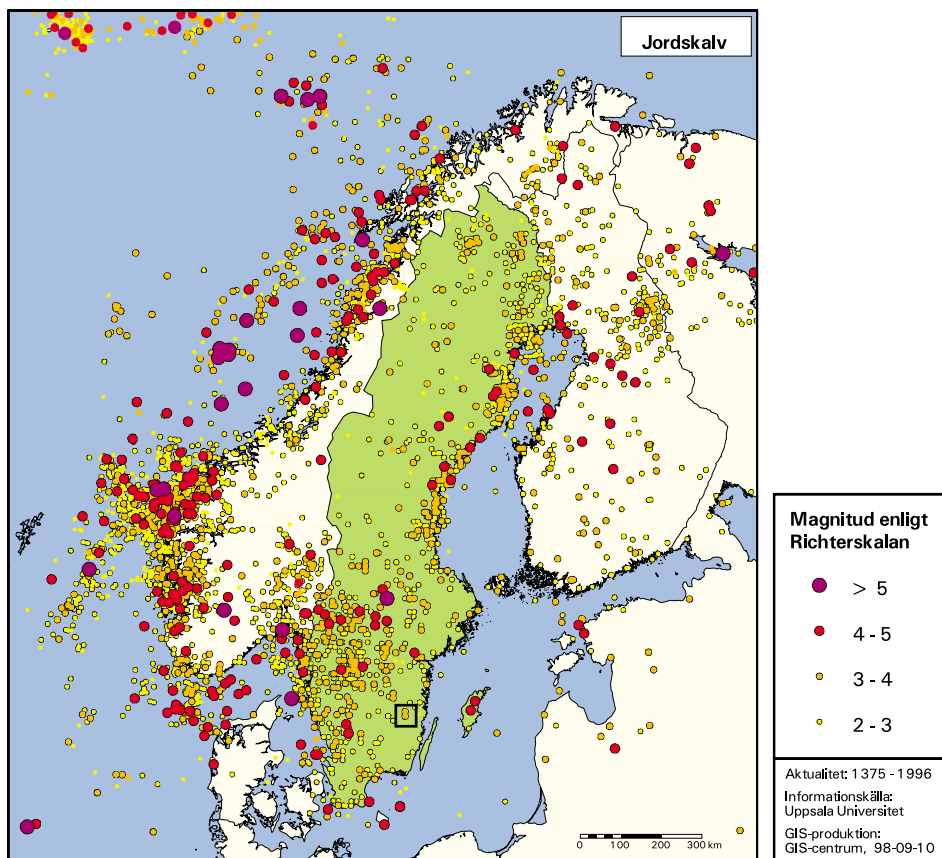 Jordskalv
Magnitud enligt
Richterskalan
> 5
4 - 5
3 - 4
2 - 3
Aktualitet: 1375 - 1996
Informationskälla:
Uppsala Universitet
GIS-produktion:
GIS-centrum, 98-09-10
0 100 200 300 km